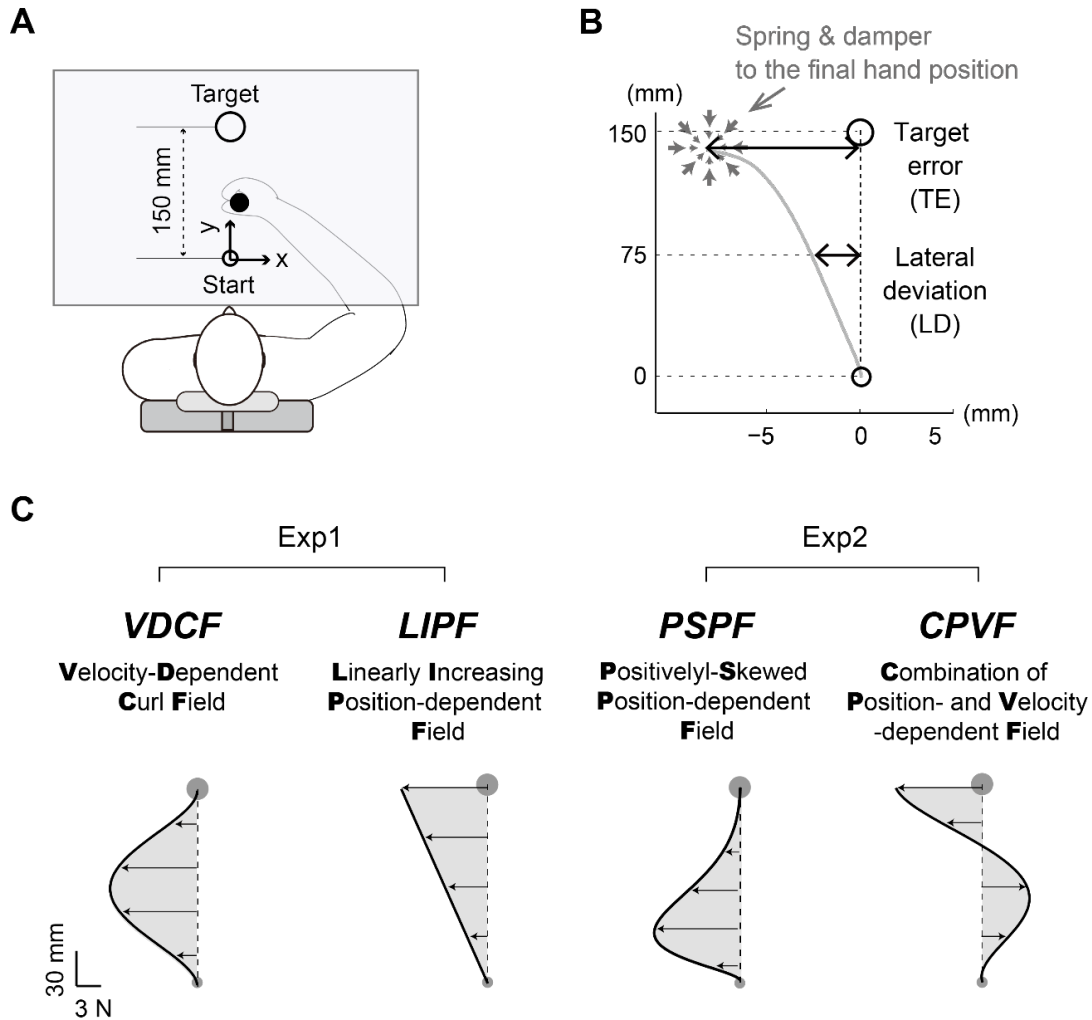 A
Target
150 mm
y
x
Start
B
Spring & damper
to the final hand position
(mm)
150
Target
error
(TE)
75
Lateral
deviation
(LD)
0
(mm)
−5
0
5
C
Exp1
Exp2
VDCF
LIPF
PSPF
CPVF
Velocity-Dependent
Curl Field
Linearly Increasing
Position-dependent
Field
Positivelyl-Skewed
Position-dependent
Field
Combination of
Position- and Velocity
-dependent Field
30 mm
3 N